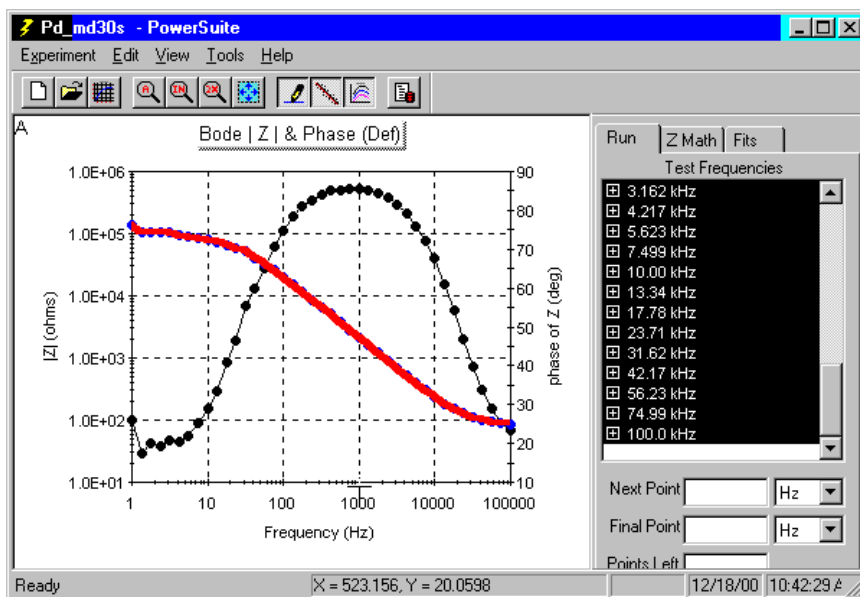 Pd_md30s - PowerSuite
Experiment Edit View Tools Help
A IN 2X
A
Bode | Z | & Phase (Def)
1.0E+06
1.0E+05
1.0E+04
1.0E+03
1.0E+02
1.0E+01
|Z| (ohms)
90
80
70
60
50
40
30
20
10
phase of Z (deg)
1 10 100 1000 10000 100000
Frequency (Hz)
Run Z Math Fits
Test Frequencies
3.162 kHz
4.217 kHz
5.623 kHz
7.499 kHz
10.00 kHz
13.34 kHz
17.78 kHz
23.71 kHz
31.62 kHz
42.17 kHz
56.23 kHz
74.99 kHz
100.0 kHz
Next Point Hz
Final Point Hz
Points Left
Ready X = 523.156, Y = 20.0598 12/18/00 10:42:29 A